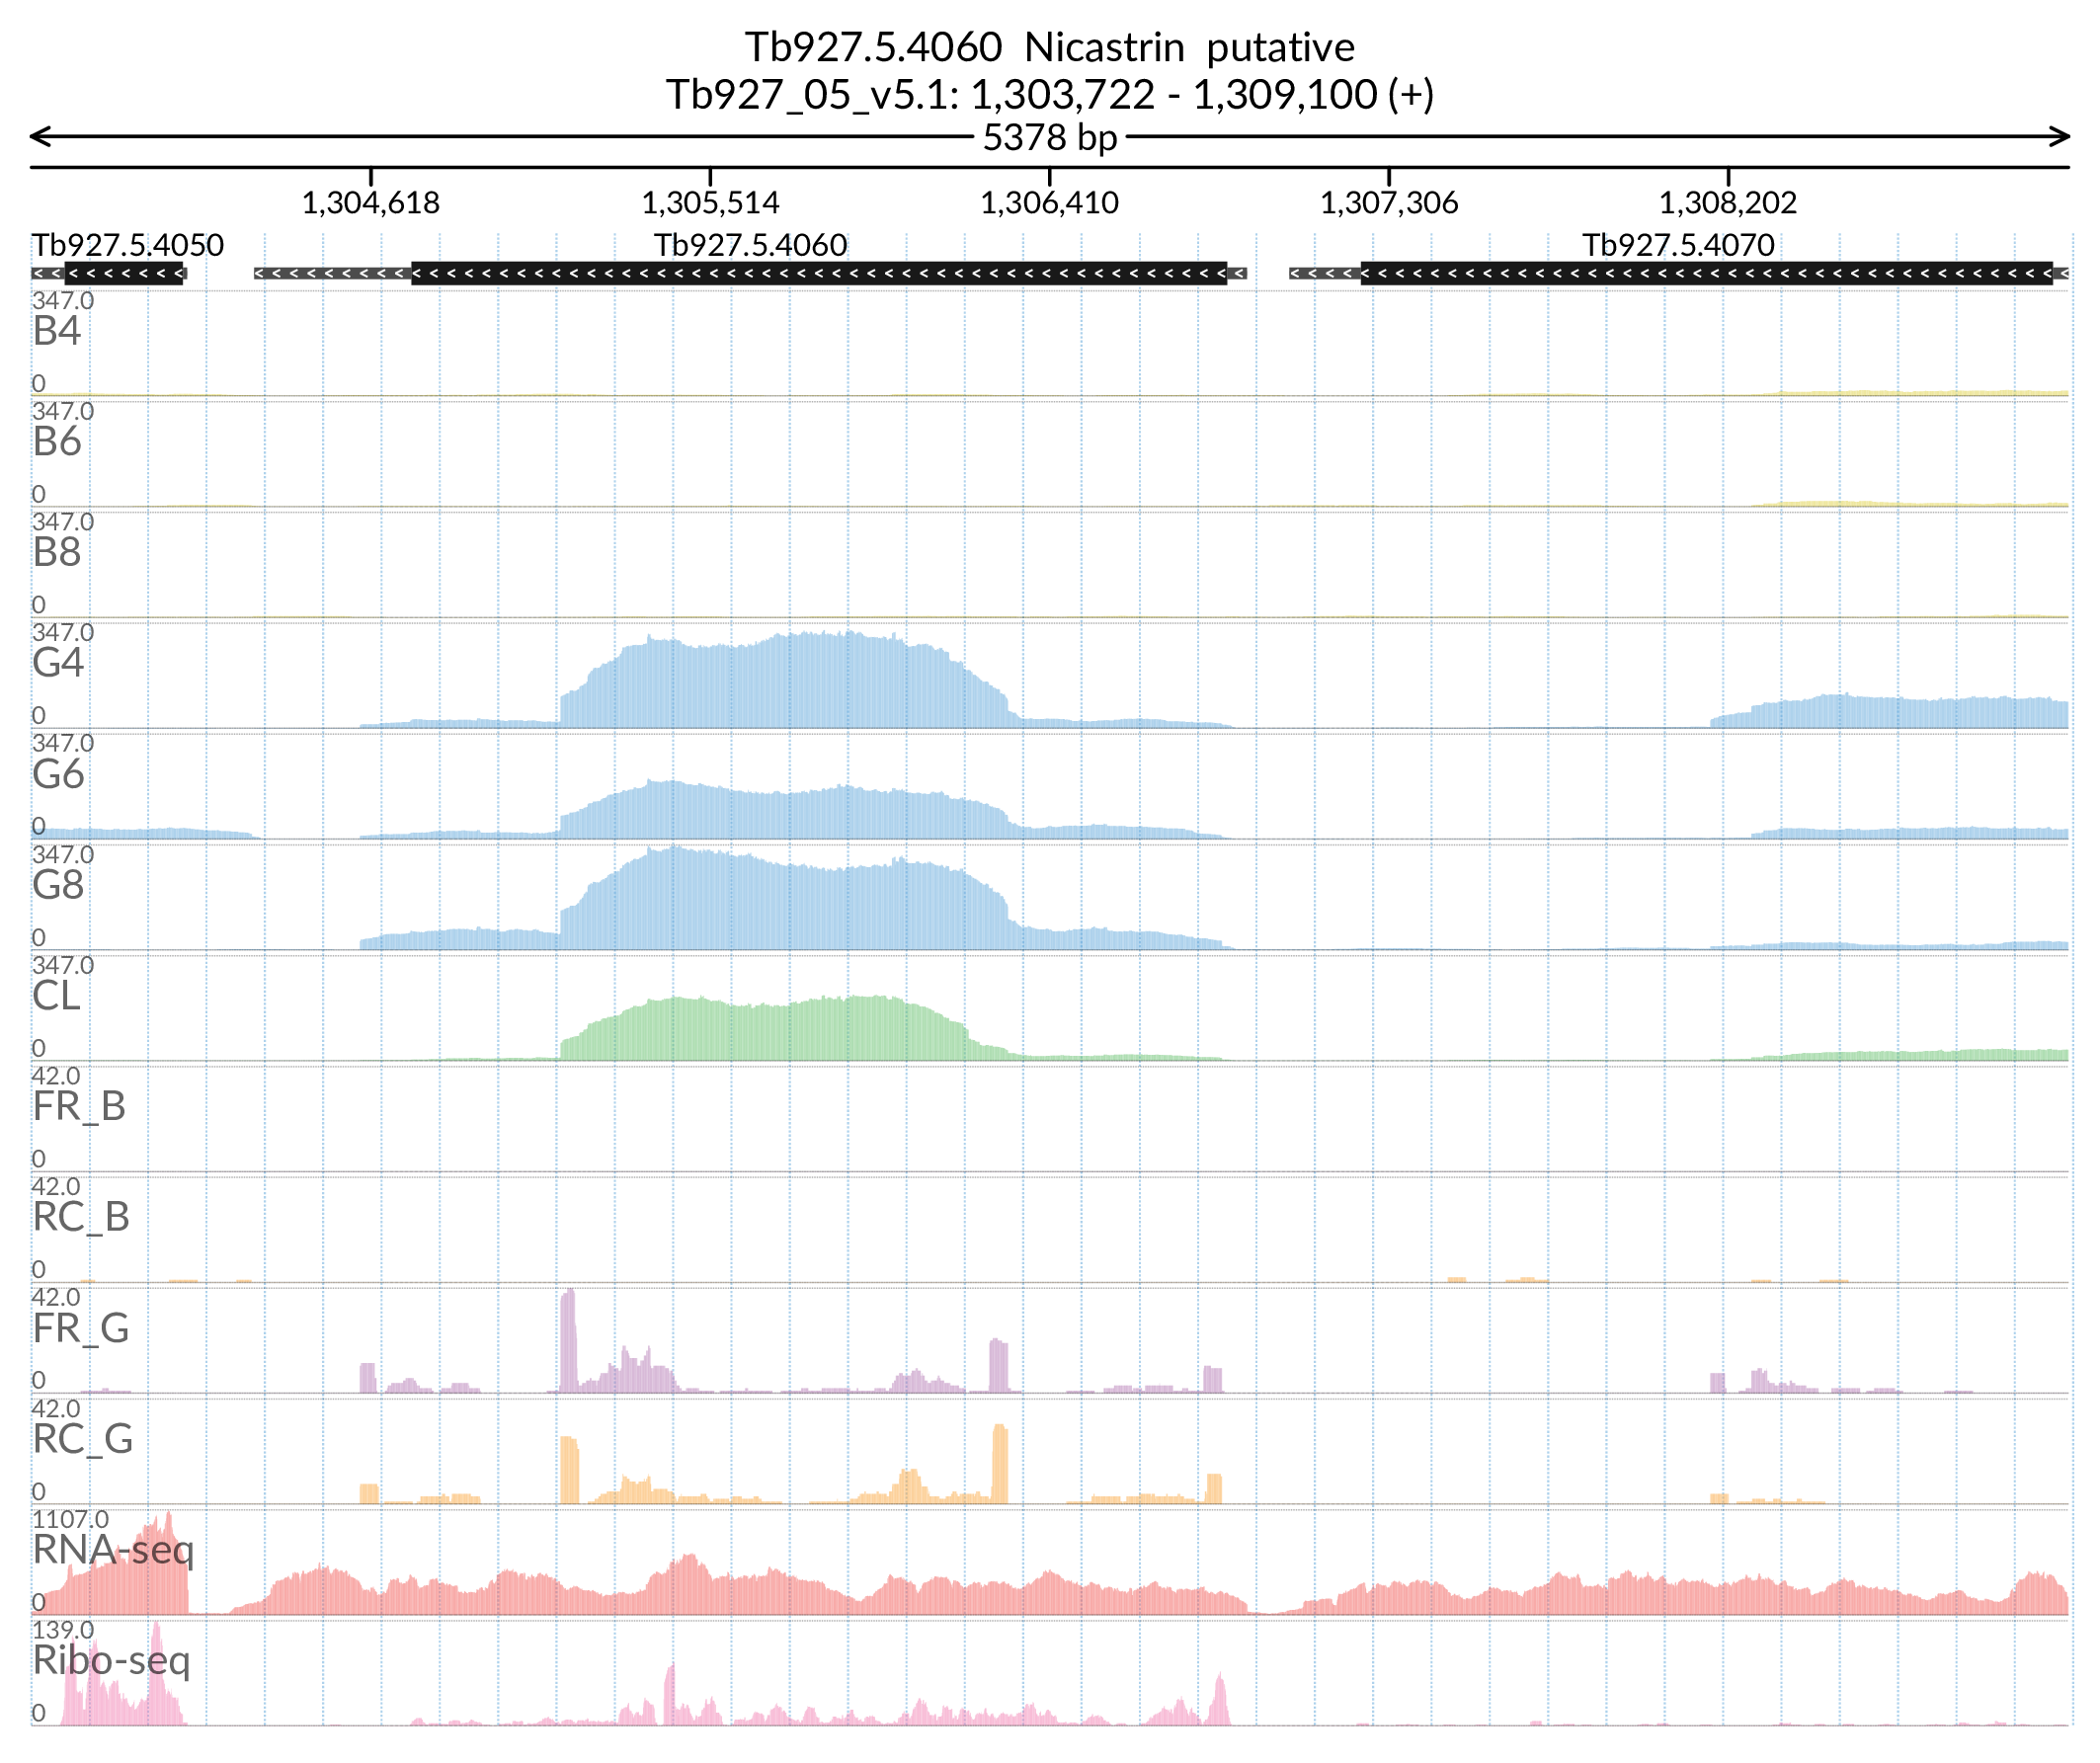 Tb927.5.4060 Nicastrin putative
Tb927_05_v5.1: 1,303,722 - 1,309,100 (+)
5378 bp
1,304,618 1,305,514 1,306,410 1,307,306 1,308,202
Tb927.5.4050 Tb927.5.4060 Tb927.5.4070
347.0
B4
0
347.0
B6
0
347.0
B8
0
347.0
G4
0
347.0
G6
0
347.0
G8
0
347.0
CL
0
42.0
FR_B
0
42.0
RC_B
0
42.0
FR_G
0
42.0
RC_G
0
1107.0
RNA-seq
0
139.0
Ribo-seq
0